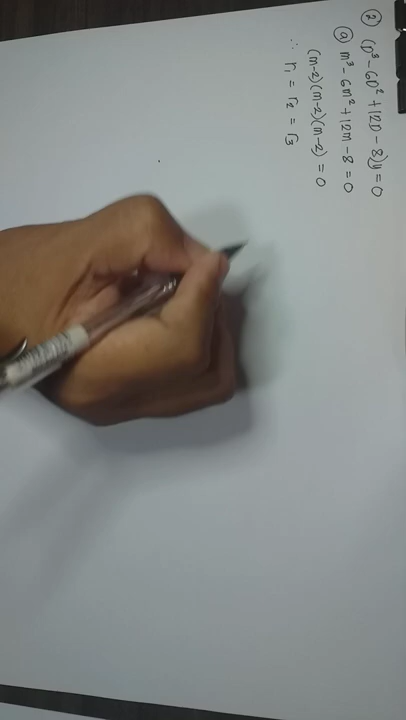 ② (D³ - 6D² + 12D - 8)y = 0
ⓐ m³ - 6m² + 12m - 8 = 0
(m-2)(m-2)(m-2) = 0
∴ r₁ = r₂ = r₃